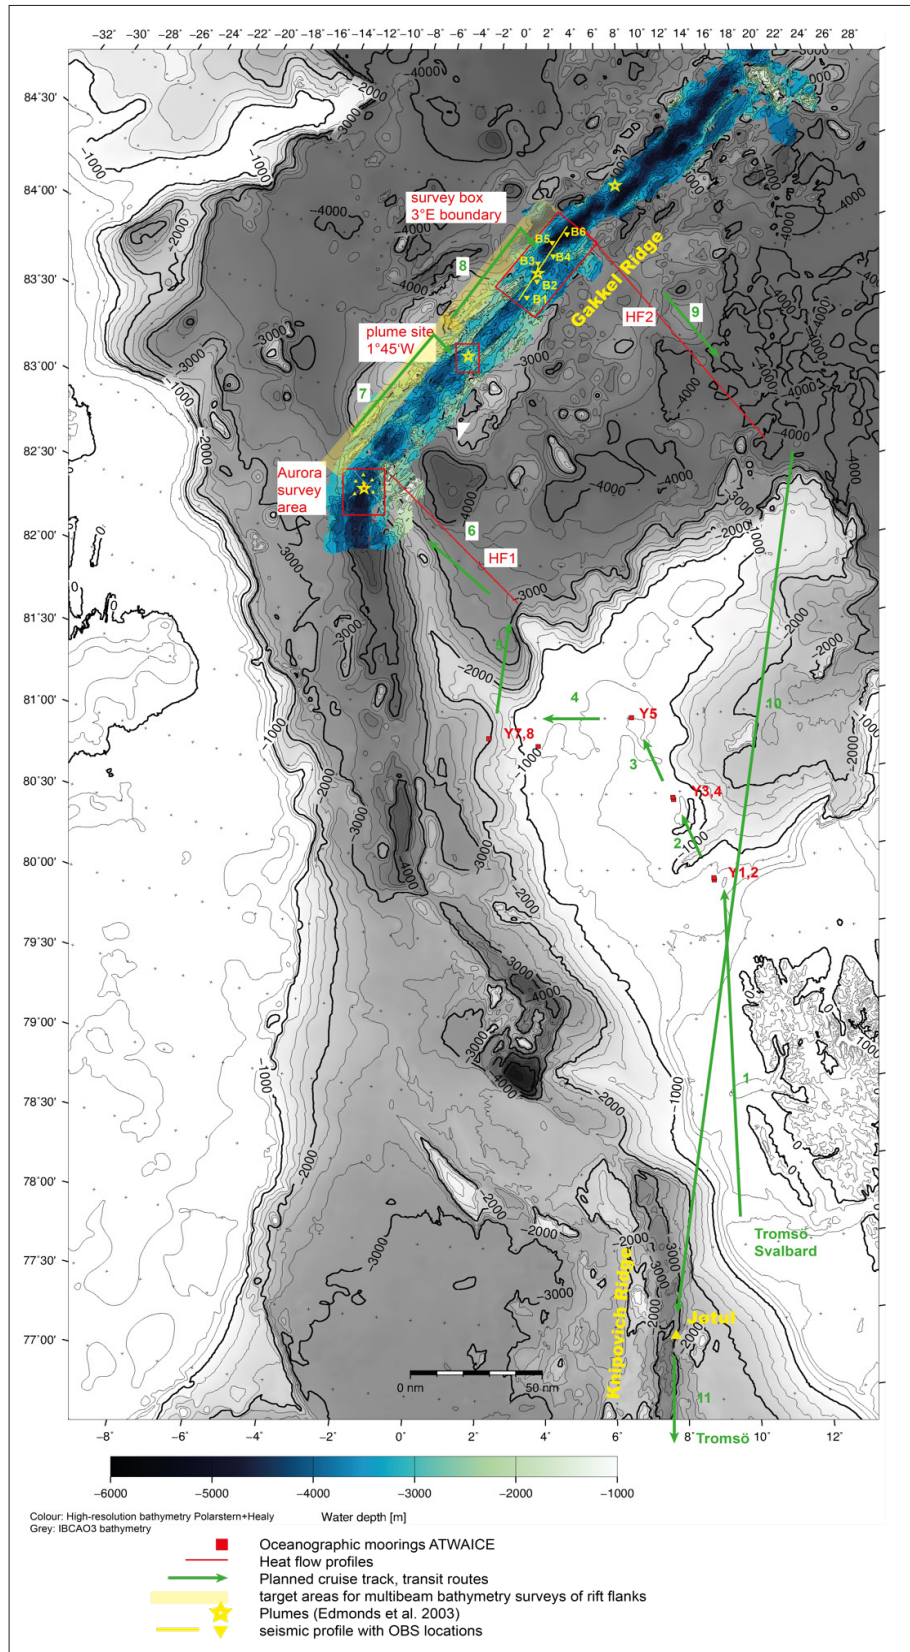 −32° −30° −28° −26° −24° −22° −20° −18° −16° −14° −12° −10° −8° −6° −4° −2° 0° 2° 4° 6° 8° 10° 12° 14° 16° 18° 20° 22° 24° 26° 28°
84°30'
84°00'
83°30'
83°00'
82°30'
82°00'
81°30'
81°00'
80°30'
80°00'
79°30'
79°00'
78°30'
78°00'
77°30'
77°00'
survey box
3°E boundary
B5
B6
8
B3
B4
B2
B1
Gakkel Ridge
9
HF2
plume site
1°45'W
7
Aurora
survey
area
6
HF1
5
4
Y5
10
Y7,8
3
Y3,4
2
Y1,2
1
Tromsö
Svalbard
Knipovich Ridge
Jøtul
0 nm 50 nm
11
Tromsö
−1000
−2000
−3000
−4000
−8° −6° −4° −2° 0° 2° 4° 6° 8° 10° 12°
−6000 −5000 −4000 −3000 −2000 −1000
Colour: High-resolution bathymetry Polarstern+Healy
Water depth [m]
Grey: IBCAO3 bathymetry
Oceanographic moorings ATWAICE
Heat flow profiles
Planned cruise track, transit routes
target areas for multibeam bathymetry surveys of rift flanks
Plumes (Edmonds et al. 2003)
seismic profile with OBS locations